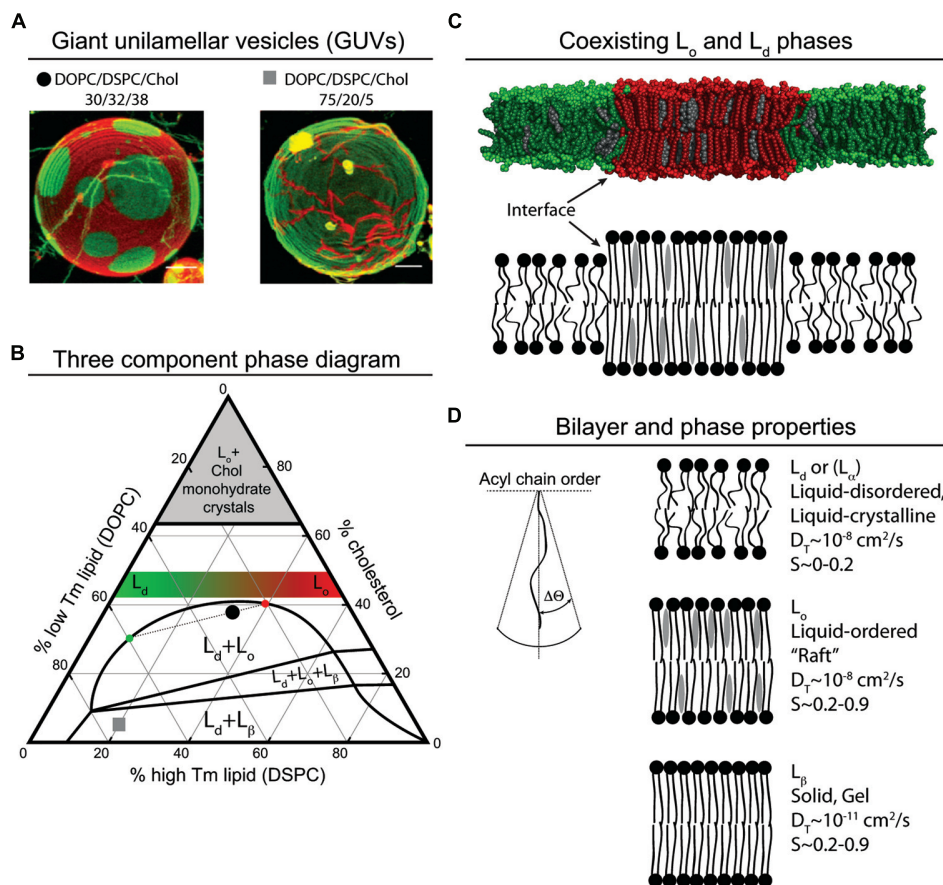 A
Giant unilamellar vesicles (GUVs)
DOPC/DSPC/Chol
30/32/38
DOPC/DSPC/Chol
75/20/5
B
Three component phase diagram
0
20
40
60
80
80
60
40
20
0
0
20
40
60
80
% low Tm lipid (DOPC)
% cholesterol
% high Tm lipid (DSPC)
Lo+
Chol
monohydrate
crystals
Ld
Lo
Ld+Lo
Ld+Lo+Lβ
Ld+Lβ
C
Coexisting Lo and Ld phases
Interface
D
Bilayer and phase properties
Acyl chain order
ΔΘ
Ld or (Lα)
Liquid-disordered,
Liquid-crystalline
DT~10⁻⁸ cm²/s
S~0-0.2
Lo
Liquid-ordered
“Raft”
DT~10⁻⁸ cm²/s
S~0.2-0.9
Lβ
Solid, Gel
DT~10⁻¹¹ cm²/s
S~0.2-0.9